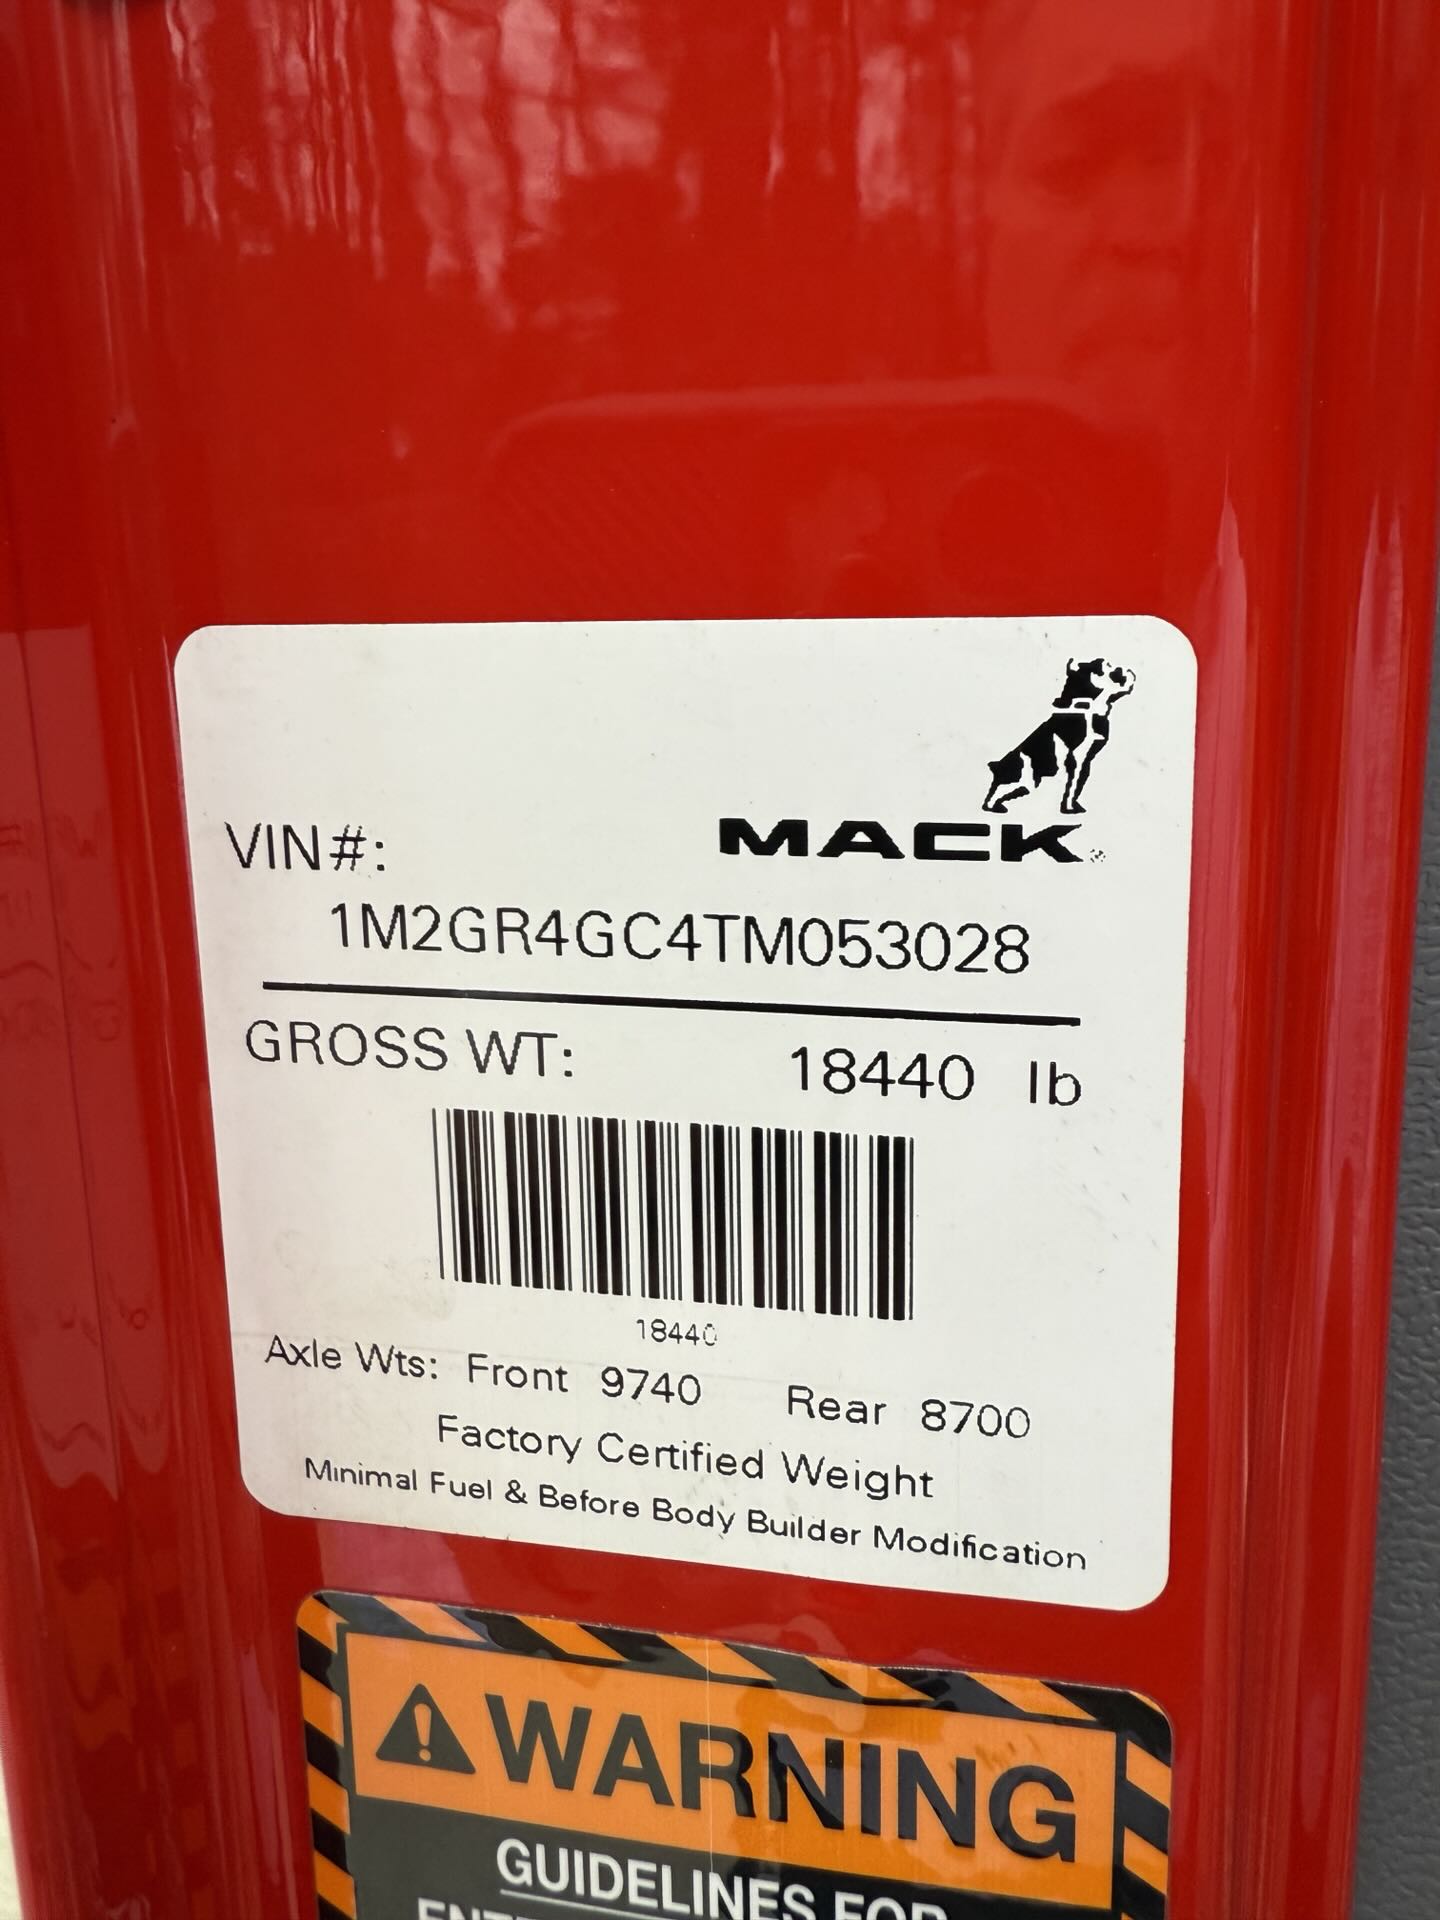 MACK
VIN#:
1M2GR4GC4TM053028
GROSS WT: 18440 lb
18440
Axle Wts: Front 9740 Rear 8700
Factory Certified Weight
Minimal Fuel & Before Body Builder Modification
WARNING
GUIDELINES FOR